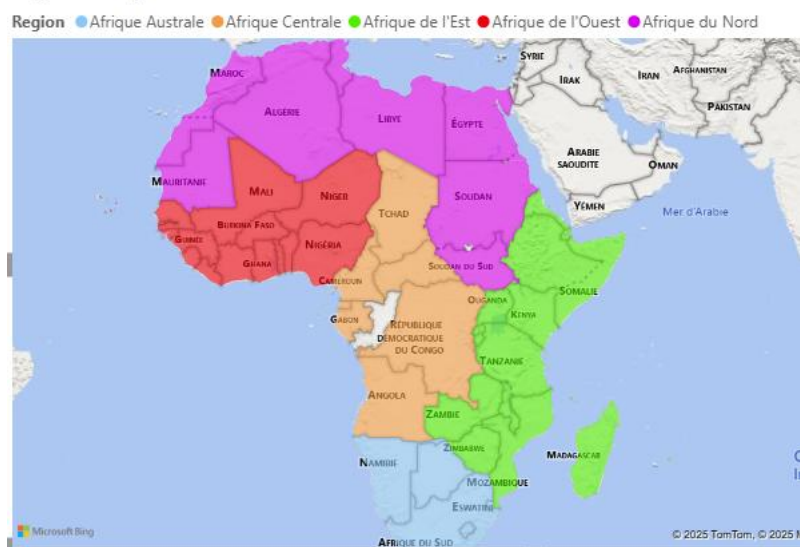 Region Afrique Australe Afrique Centrale Afrique de l'Est Afrique de l'Ouest Afrique du Nord
SYRIE
IRAK
IRAN
AFGHANISTAN
PAKISTAN
MAROC
ALGÉRIE
LIBYE
ÉGYPTE
ARABIE
SAOUDITE
OMAN
MAURITANIE
MALI
NIGER
TCHAD
SOUDAN
YÉMEN
Mer d'Arabie
GUINÉE
BURKINA FASO
GHANA
NIGÉRIA
CAMEROUN
SOUDAN DU SUD
SOMALIE
OUGANDA
KENYA
GABON
RÉPUBLIQUE
DÉMOCRATIQUE
DU CONGO
TANZANIE
ANGOLA
ZAMBIE
ZIMBABWE
MADAGASCAR
NAMIBIE
MOZAMBIQUE
ESWATINI
AFRIQUE DU SUD
Microsoft Bing
© 2025 TomTom, © 2025